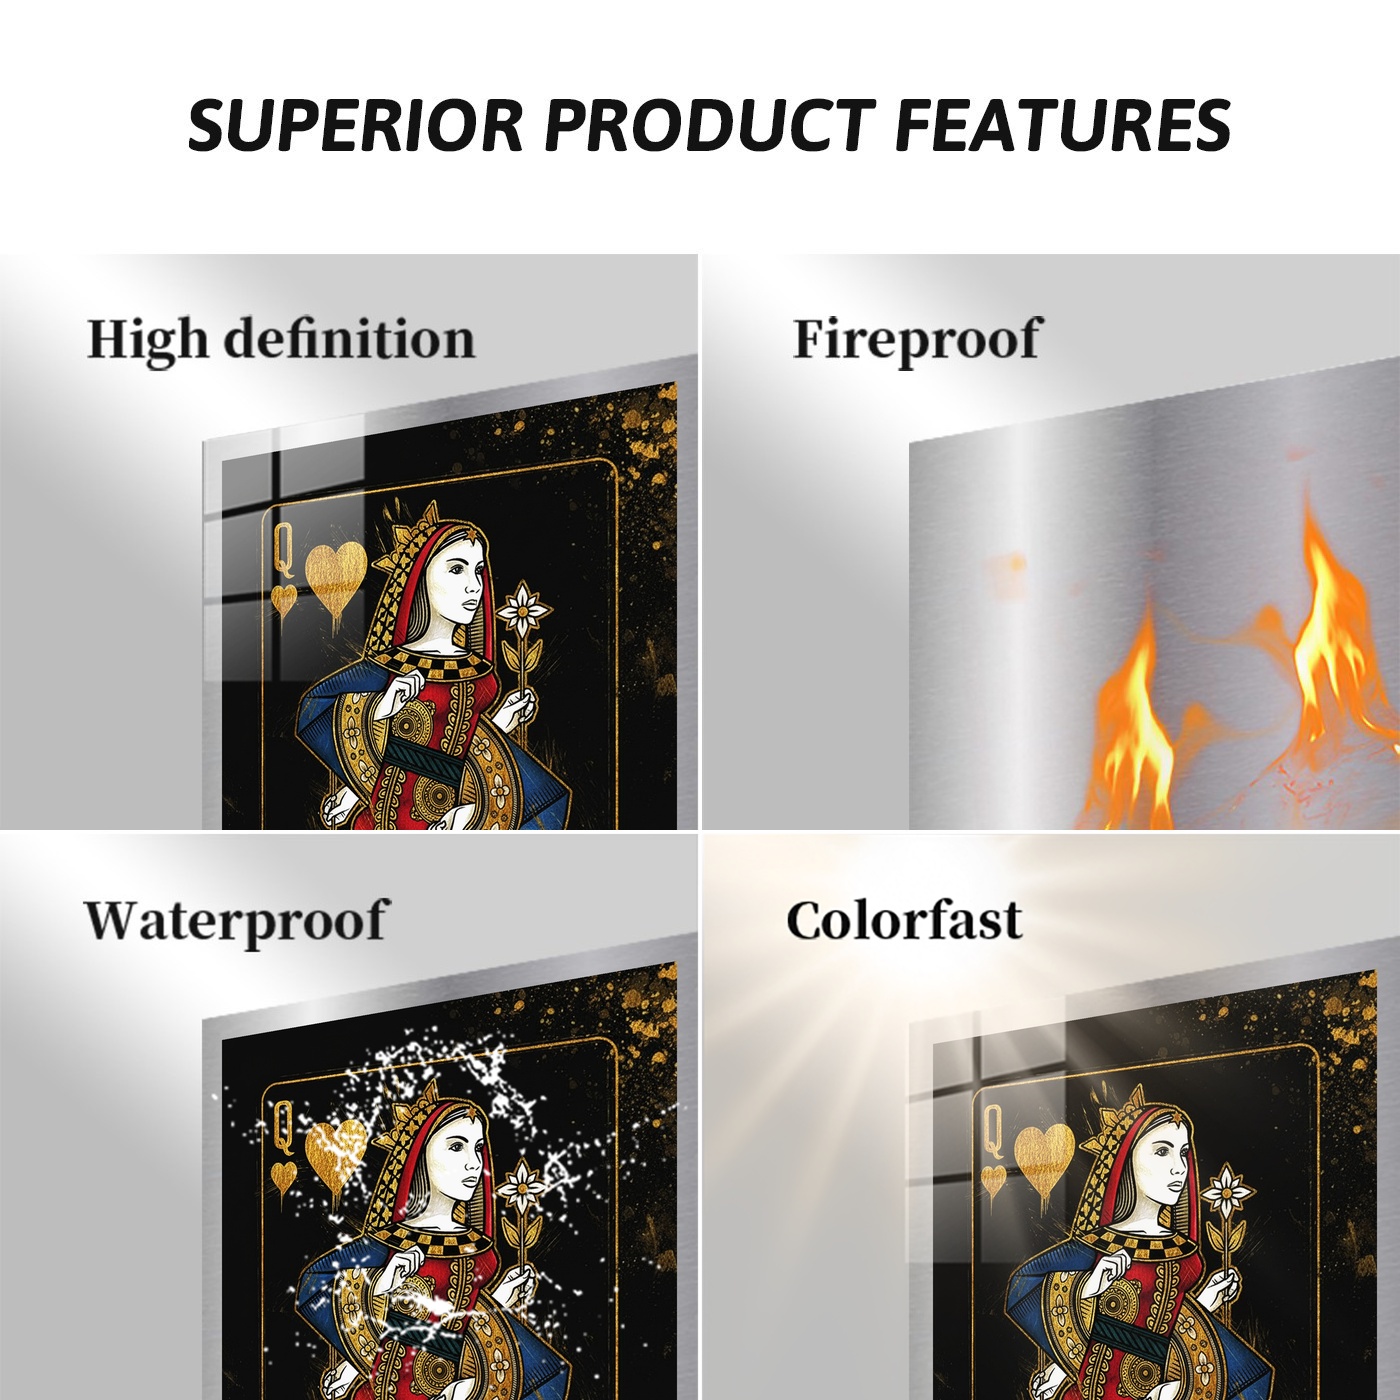 SUPERIOR PRODUCT FEATURES
High definition
Fireproof
Q
Waterproof
Colorfast
Q
Q